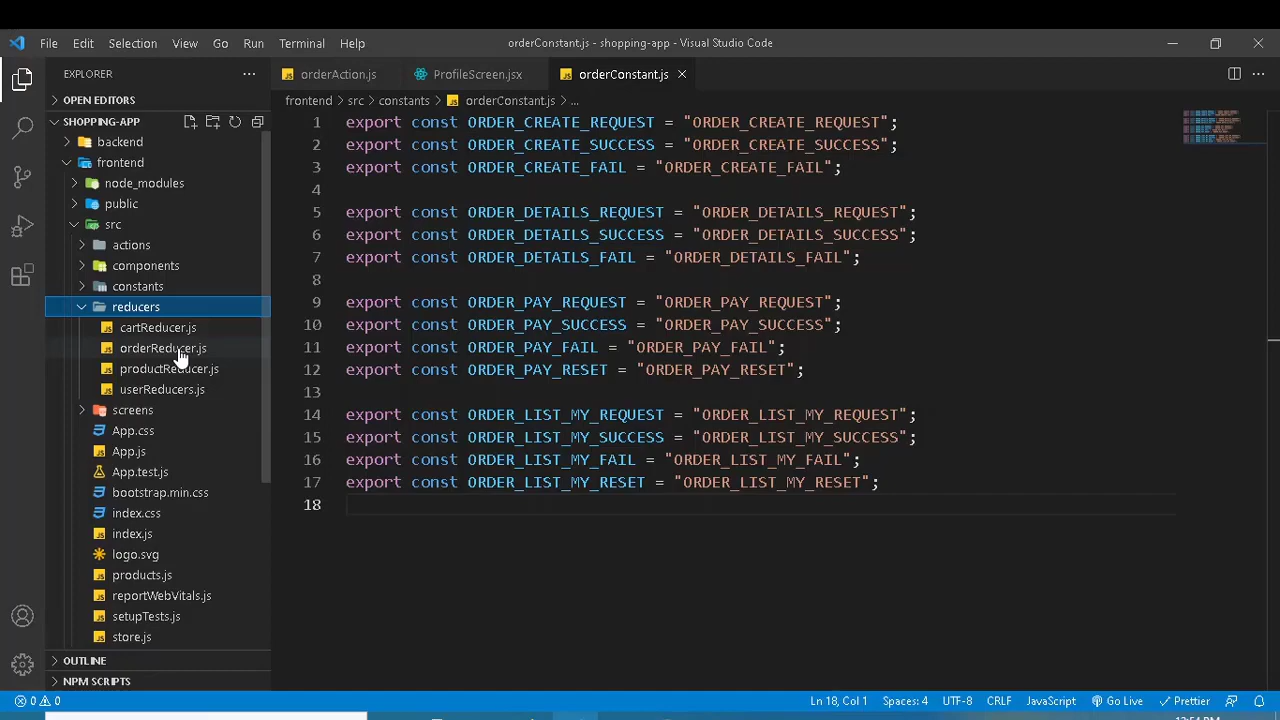 File Edit Selection View Go Run Terminal Help
orderConstant.js - shopping-app - Visual Studio Code
EXPLORER
OPEN EDITORS
SHOPPING-APP
backend
frontend
node_modules
public
src
actions
components
constants
reducers
cartReducer.js
orderReducer.js
productReducer.js
userReducers.js
screens
App.css
App.js
App.test.js
bootstrap.min.css
index.css
index.js
logo.svg
products.js
reportWebVitals.js
setupTests.js
store.js
OUTLINE
NPM SCRIPTS
orderAction.js ProfileScreen.jsx orderConstant.js
frontend > src > constants > orderConstant.js > ...
1 export const ORDER_CREATE_REQUEST = "ORDER_CREATE_REQUEST";
2 export const ORDER_CREATE_SUCCESS = "ORDER_CREATE_SUCCESS";
3 export const ORDER_CREATE_FAIL = "ORDER_CREATE_FAIL";
4
5 export const ORDER_DETAILS_REQUEST = "ORDER_DETAILS_REQUEST";
6 export const ORDER_DETAILS_SUCCESS = "ORDER_DETAILS_SUCCESS";
7 export const ORDER_DETAILS_FAIL = "ORDER_DETAILS_FAIL";
8
9 export const ORDER_PAY_REQUEST = "ORDER_PAY_REQUEST";
10 export const ORDER_PAY_SUCCESS = "ORDER_PAY_SUCCESS";
11 export const ORDER_PAY_FAIL = "ORDER_PAY_FAIL";
12 export const ORDER_PAY_RESET = "ORDER_PAY_RESET";
13
14 export const ORDER_LIST_MY_REQUEST = "ORDER_LIST_MY_REQUEST";
15 export const ORDER_LIST_MY_SUCCESS = "ORDER_LIST_MY_SUCCESS";
16 export const ORDER_LIST_MY_FAIL = "ORDER_LIST_MY_FAIL";
17 export const ORDER_LIST_MY_RESET = "ORDER_LIST_MY_RESET";
18
0 0 Ln 18, Col 1 Spaces: 4 UTF-8 CRLF JavaScript Go Live Prettier